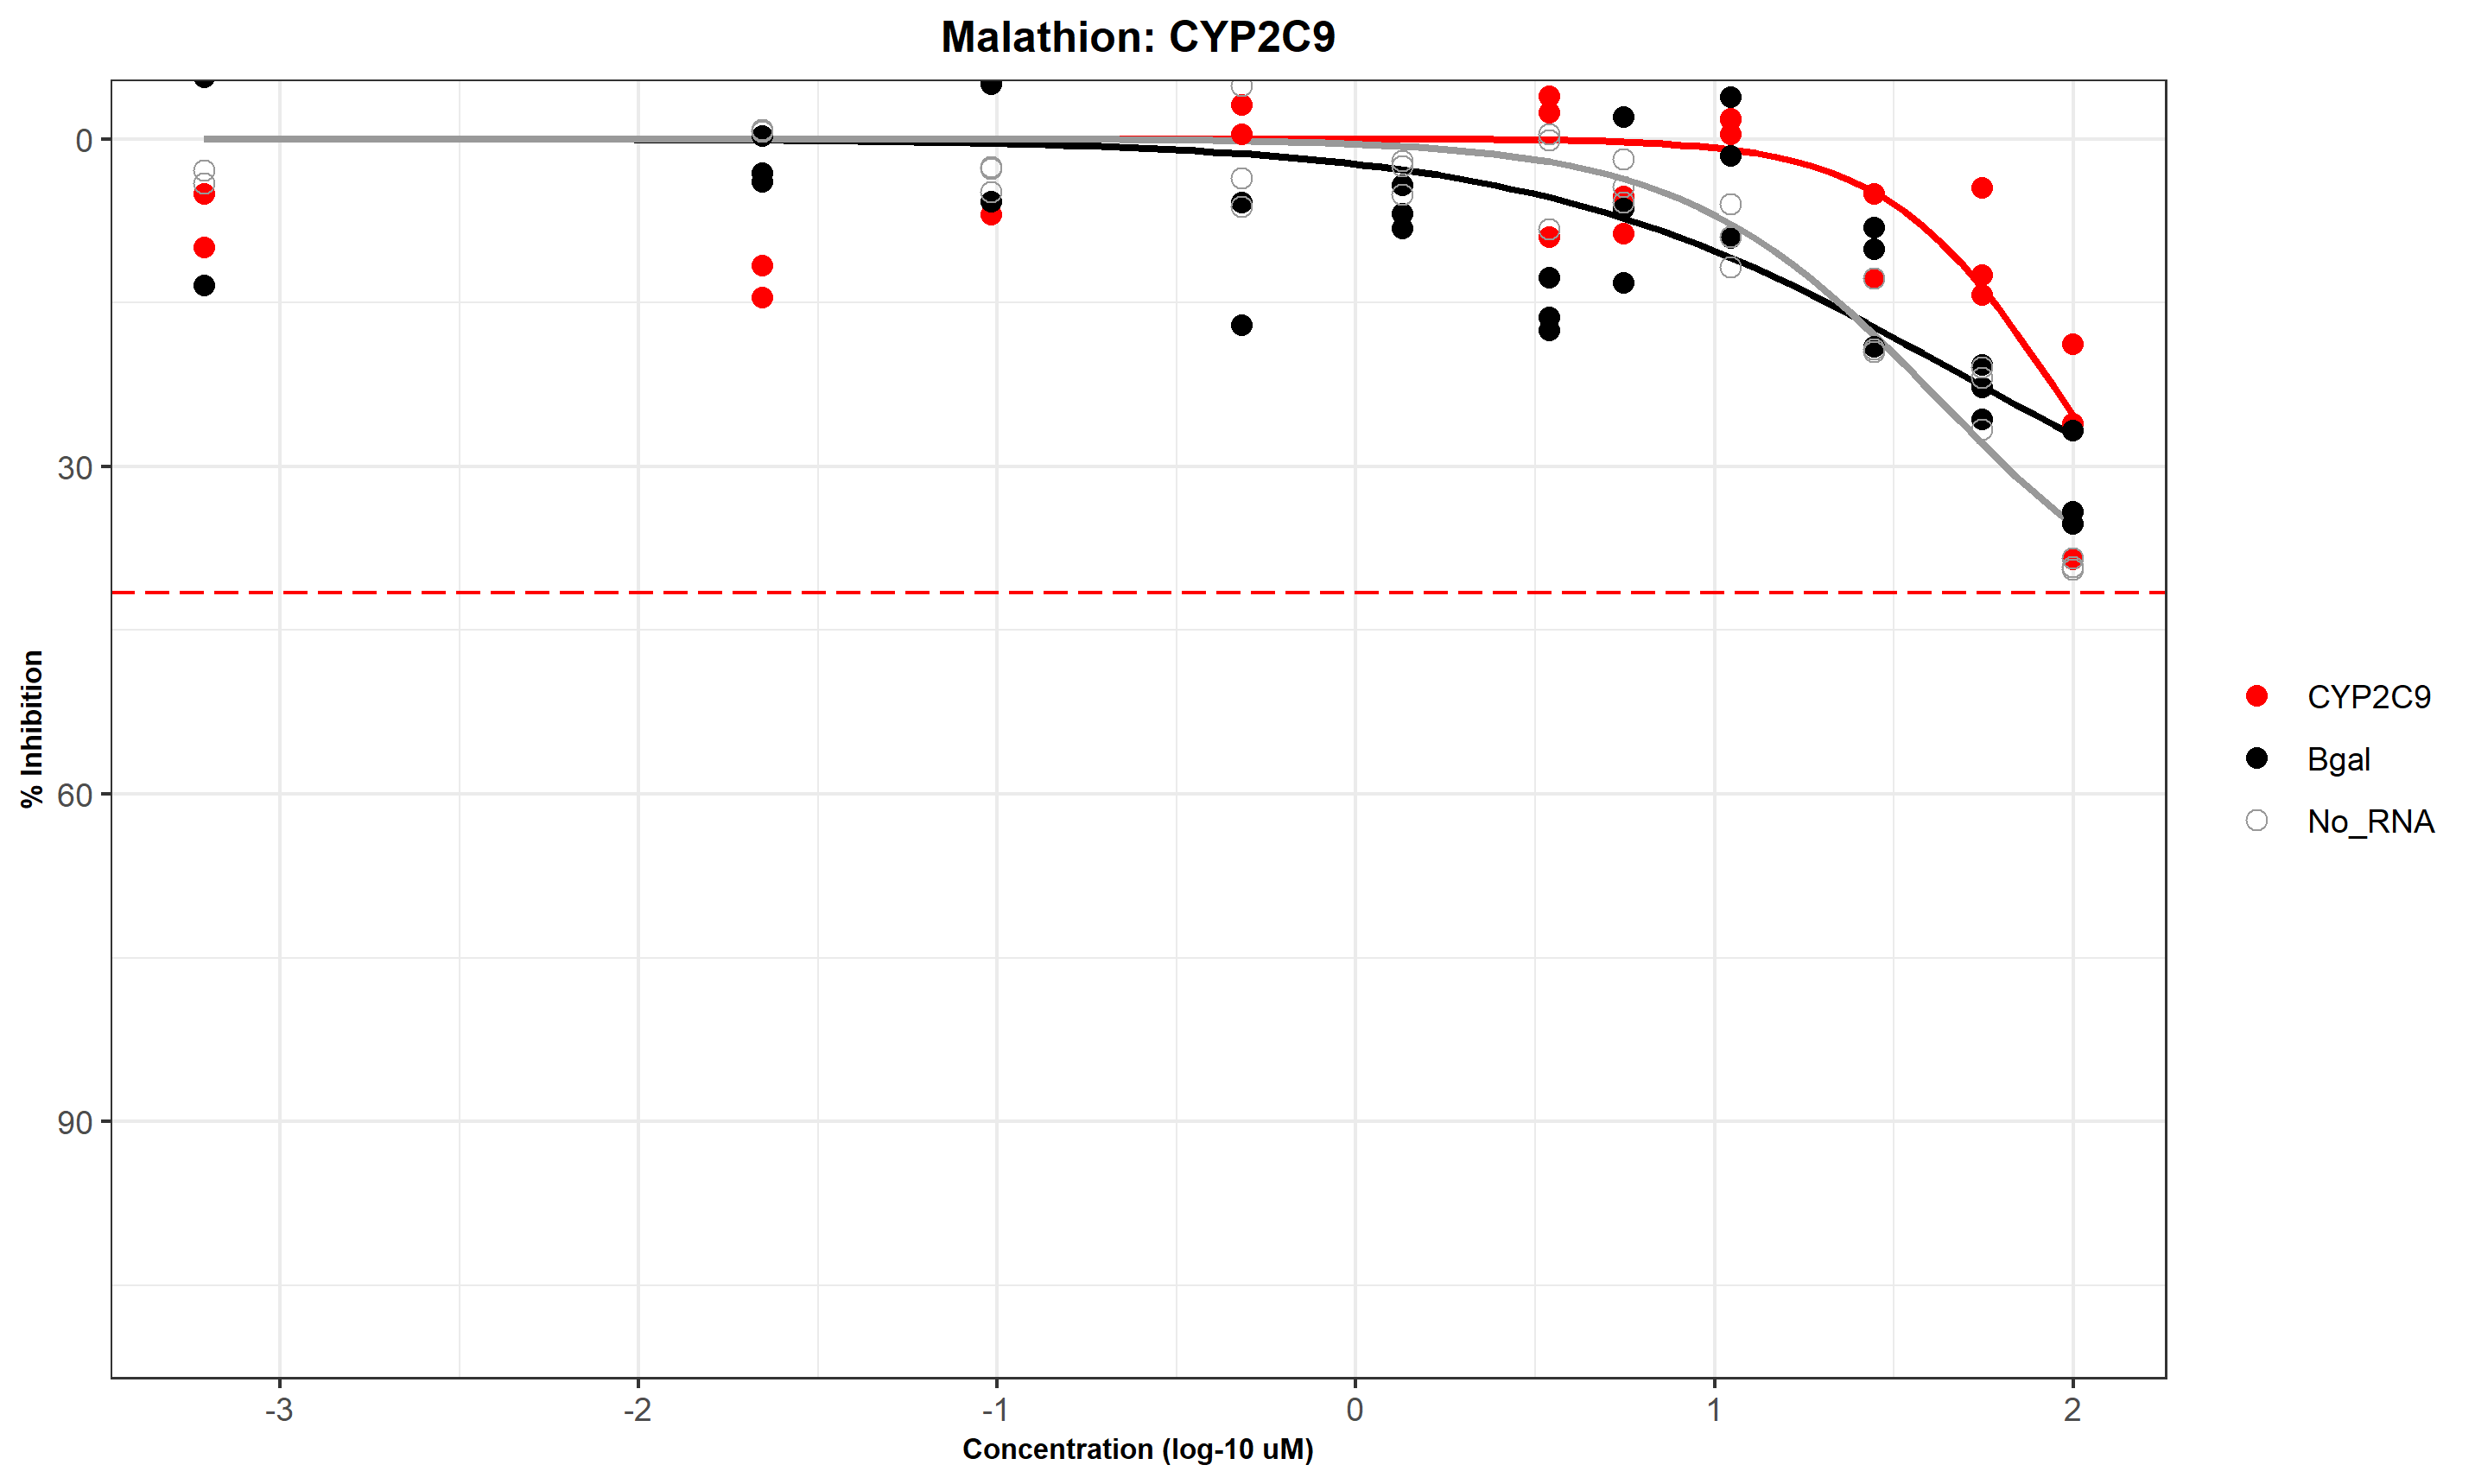 Malathion: CYP2C9
0
30
60
90
% Inhibition
-3
-2
-1
0
1
2
Concentration (log-10 uM)
CYP2C9
Bgal
No_RNA